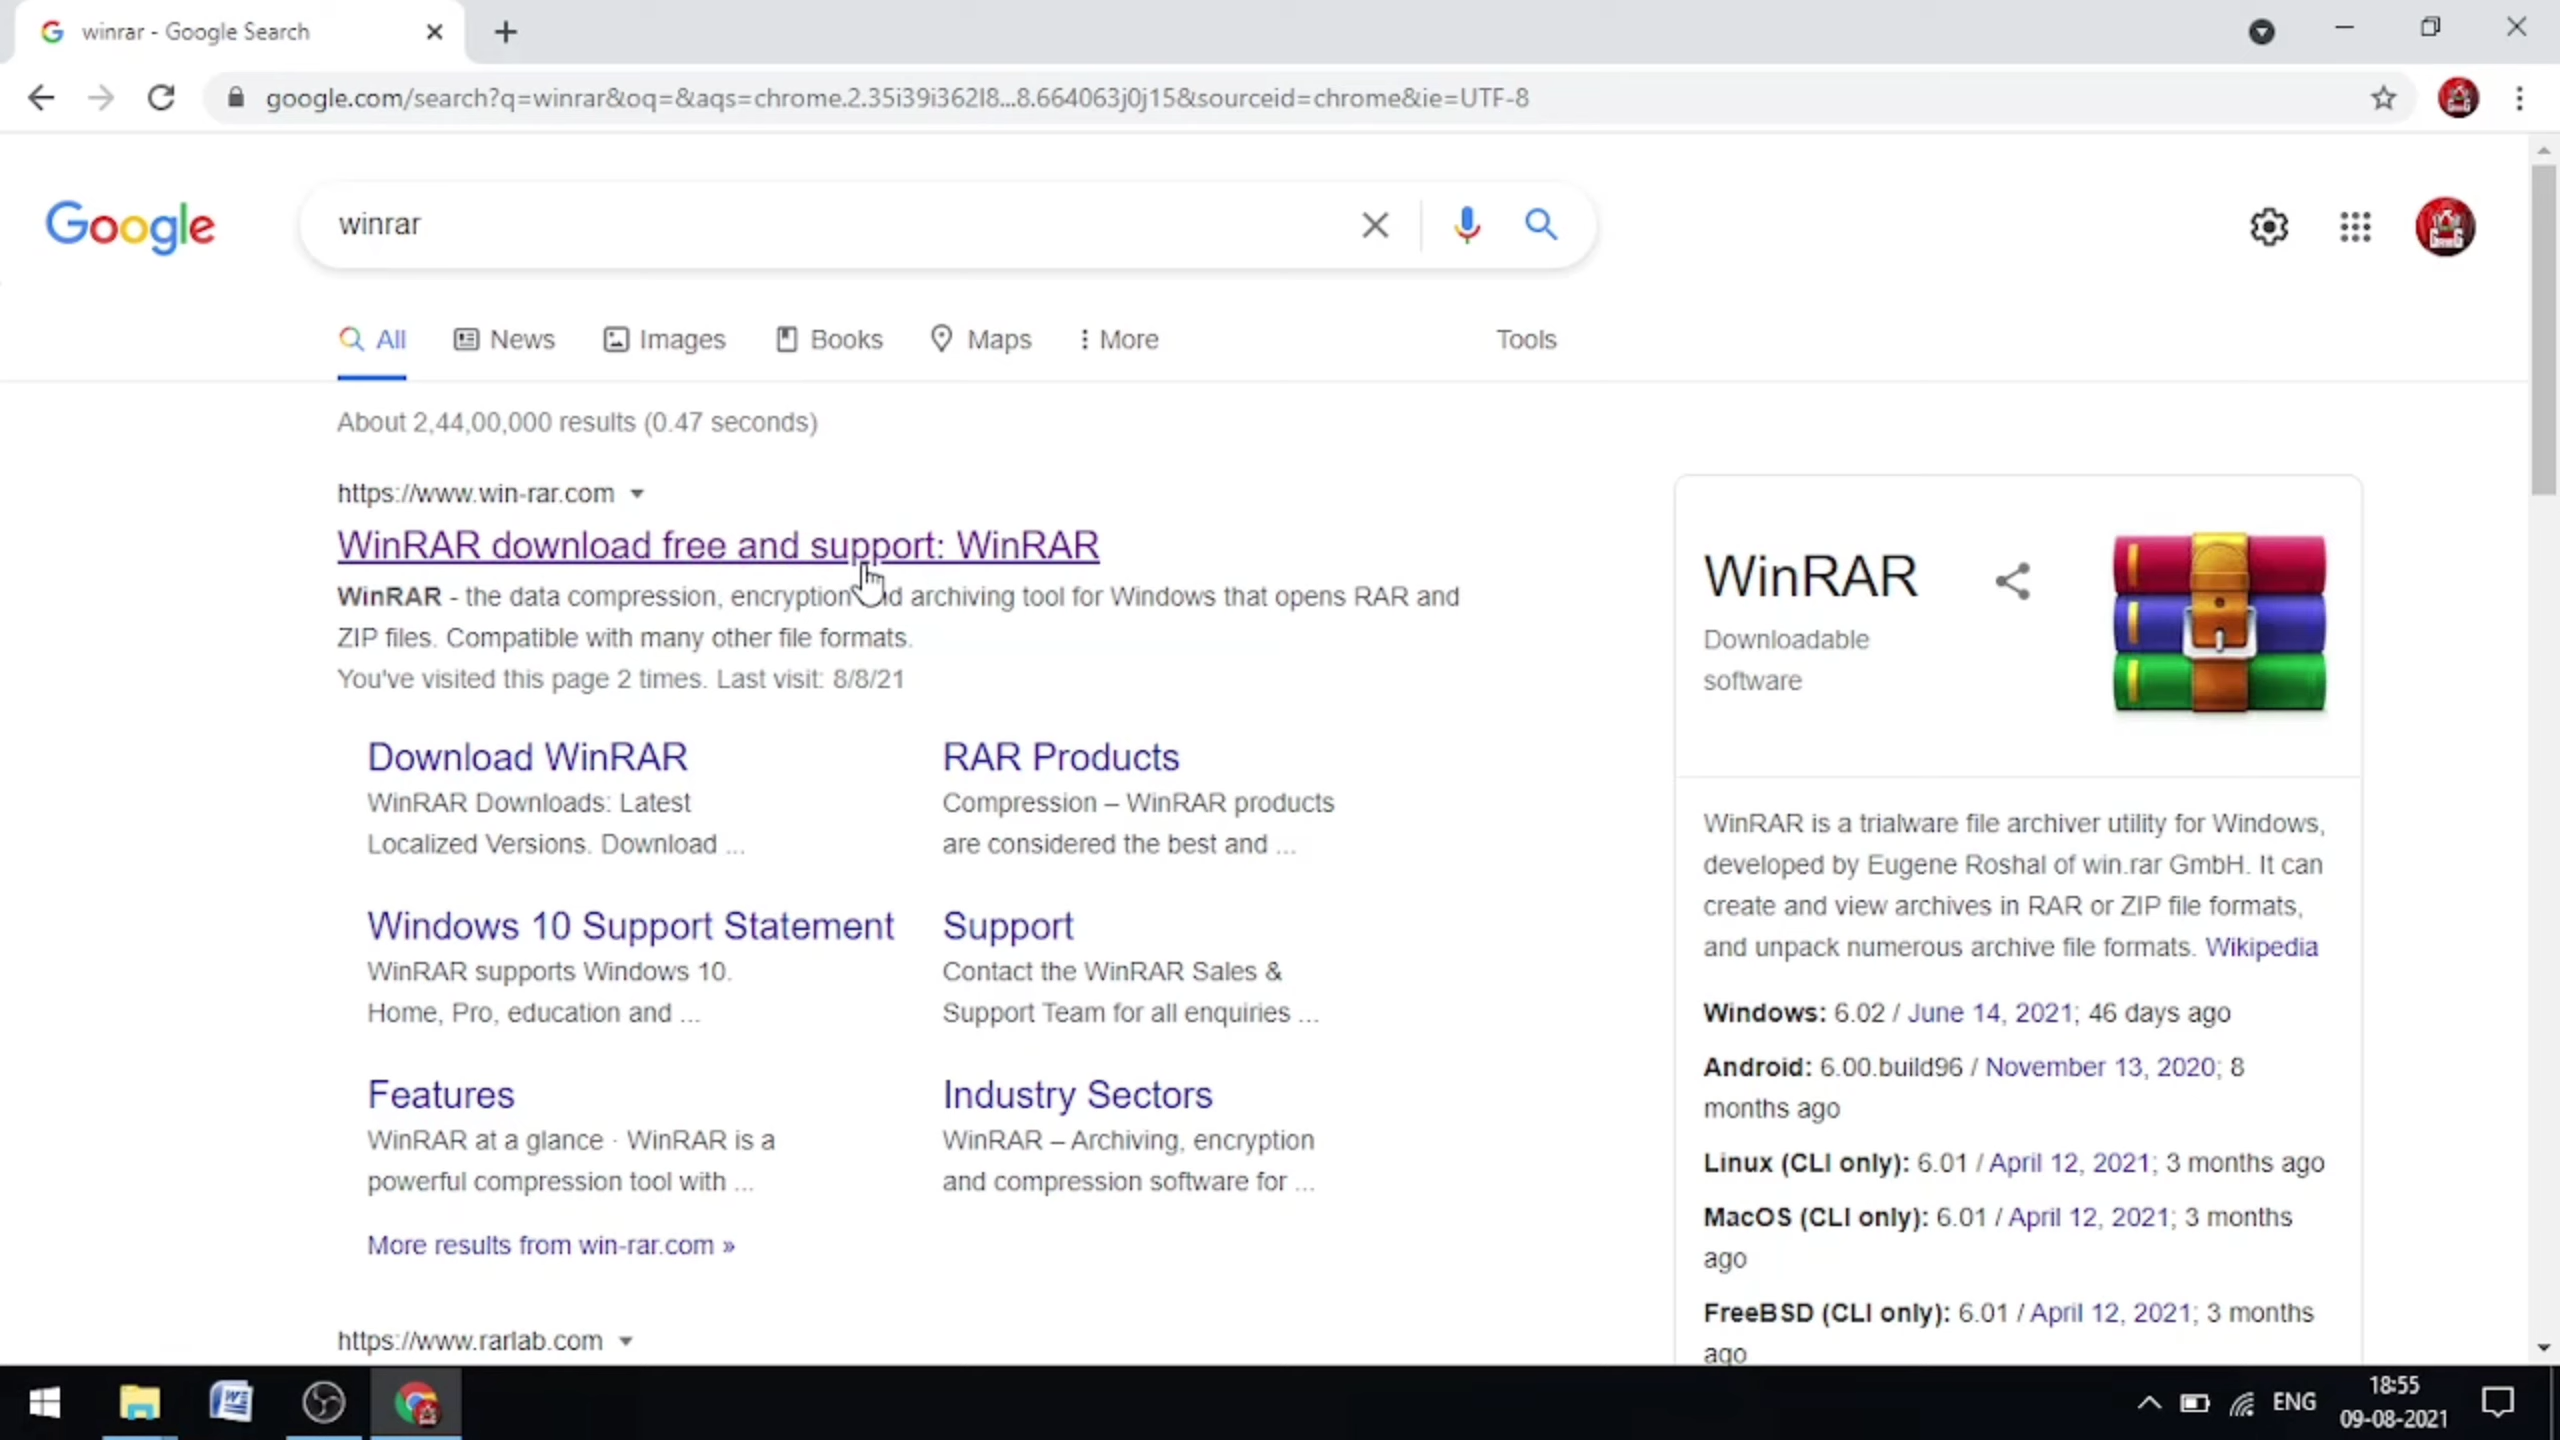 winrar - Google Search
google.com/search?q=winrar&oq=&aqs=chrome.2.35i39i362l8...8.664063j0j15&sourceid=chrome&ie=UTF-8
Google
winrar
All News Images Books Maps More Tools
About 2,44,00,000 results (0.47 seconds)
https://www.win-rar.com
WinRAR download free and support: WinRAR
WinRAR - the data compression, encryption archiving tool for Windows that opens RAR and
ZIP files. Compatible with many other file formats.
You've visited this page 2 times. Last visit: 8/8/21
Download WinRAR
WinRAR Downloads: Latest
Localized Versions. Download ...
RAR Products
Compression – WinRAR products
are considered the best and ...
Windows 10 Support Statement
WinRAR supports Windows 10.
Home, Pro, education and ...
Support
Contact the WinRAR Sales &
Support Team for all enquiries ...
Features
WinRAR at a glance · WinRAR is a
powerful compression tool with ...
Industry Sectors
WinRAR – Archiving, encryption
and compression software for ...
More results from win-rar.com »
https://www.rarlab.com
WinRAR
Downloadable
software
WinRAR is a trialware file archiver utility for Windows,
developed by Eugene Roshal of win.rar GmbH. It can
create and view archives in RAR or ZIP file formats,
and unpack numerous archive file formats. Wikipedia
Windows: 6.02 / June 14, 2021; 46 days ago
Android: 6.00.build96 / November 13, 2020; 8
months ago
Linux (CLI only): 6.01 / April 12, 2021; 3 months ago
MacOS (CLI only): 6.01 / April 12, 2021; 3 months
ago
FreeBSD (CLI only): 6.01 / April 12, 2021; 3 months
ago
ENG
18:55
09-08-2021